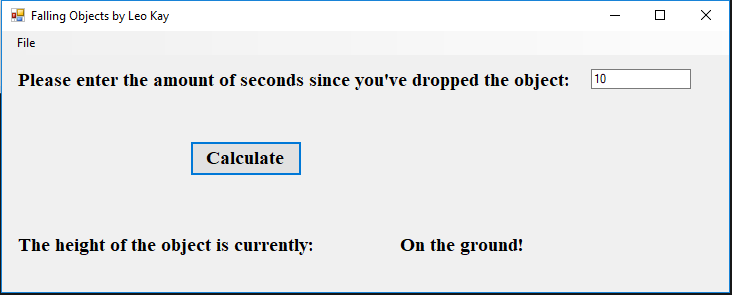 Falling Objects by Leo Kay
File
Please enter the amount of seconds since you've dropped the object: 10
Calculate
The height of the object is currently: On the ground!